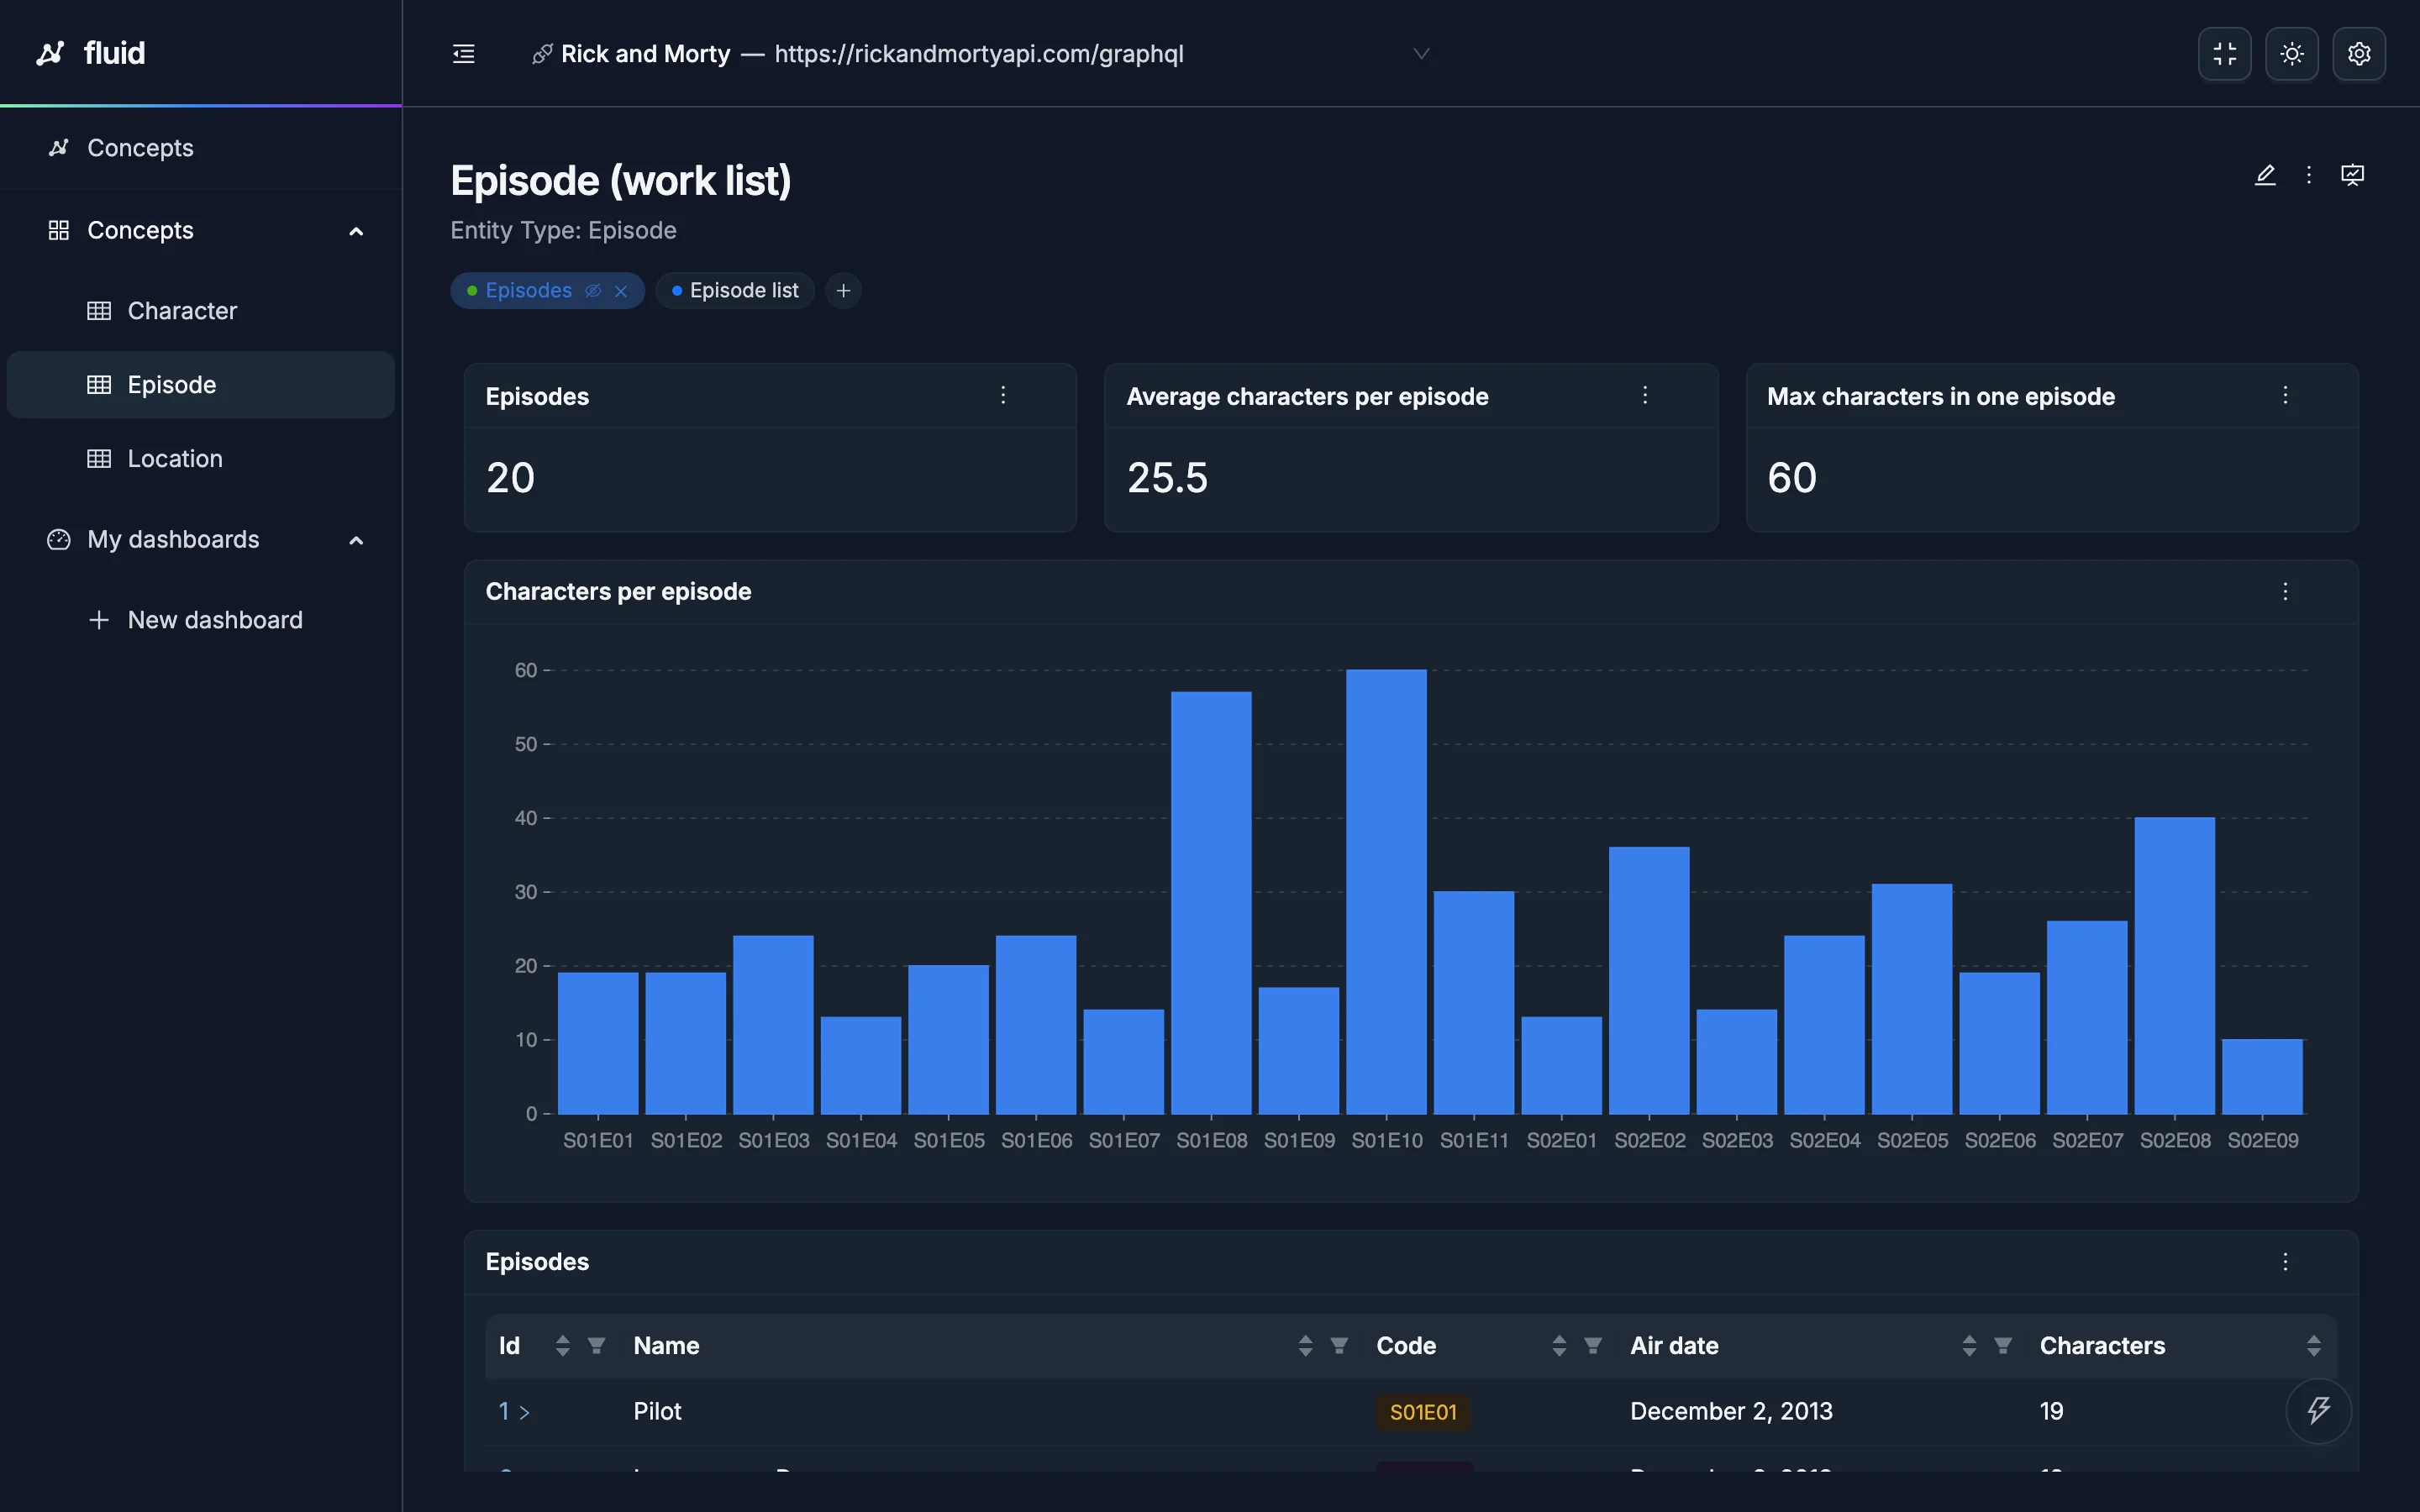 fluid
Rick and Morty — https://rickandmortyapi.com/graphql
Concepts
Concepts
Character
Episode
Location
My dashboards
New dashboard
Episode (work list)
Entity Type: Episode
Episodes
Episode list
Episodes
20
Average characters per episode
25.5
Max characters in one episode
60
Characters per episode
60
50
40
30
20
10
0
S01E01 S01E02 S01E03 S01E04 S01E05 S01E06 S01E07 S01E08 S01E09 S01E10 S01E11 S02E01 S02E02 S02E03 S02E04 S02E05 S02E06 S02E07 S02E08 S02E09
Episodes
Id Name Code Air date Characters
1 Pilot S01E01 December 2, 2013 19